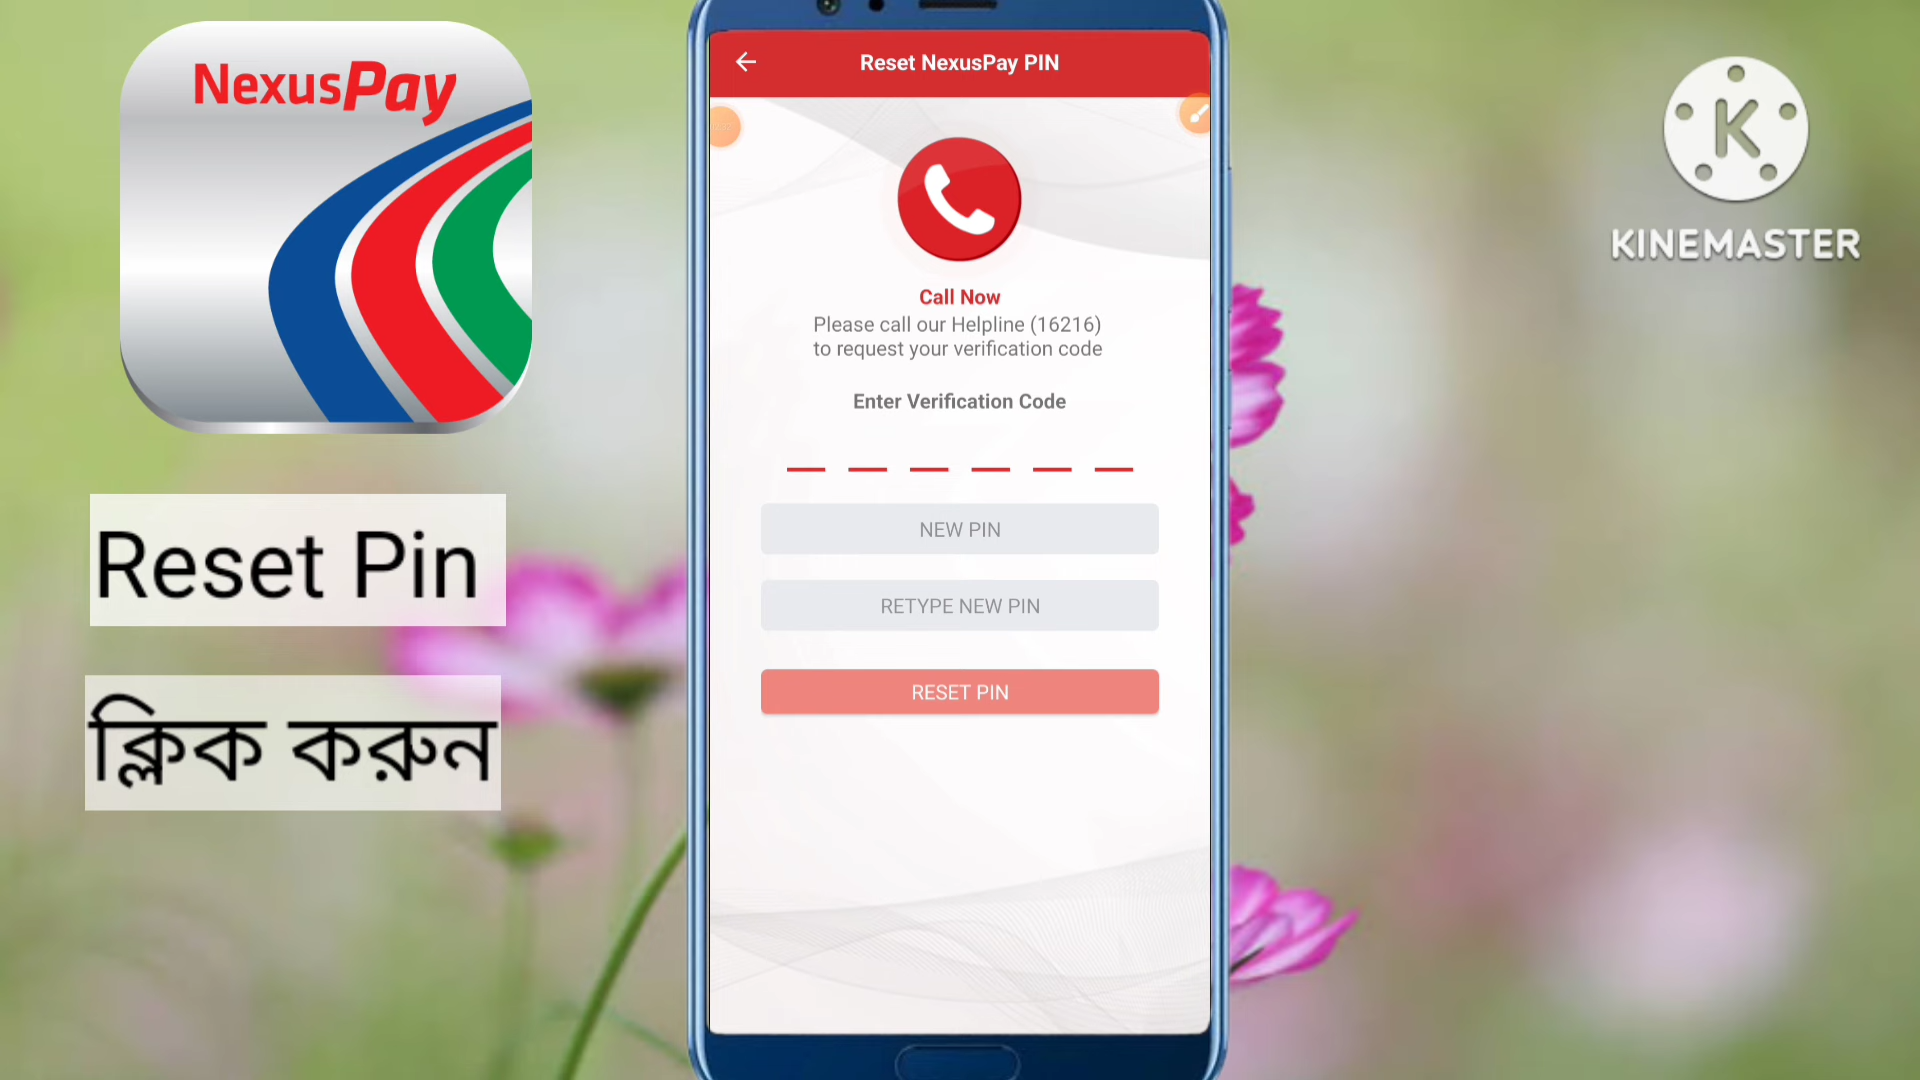 NexusPay
Reset Pin
ক্লিক করুন
Reset NexusPay PIN
Call Now
Please call our Helpline (16216)
to request your verification code
Enter Verification Code
NEW PIN
RETYPE NEW PIN
RESET PIN
K
KINEMASTER